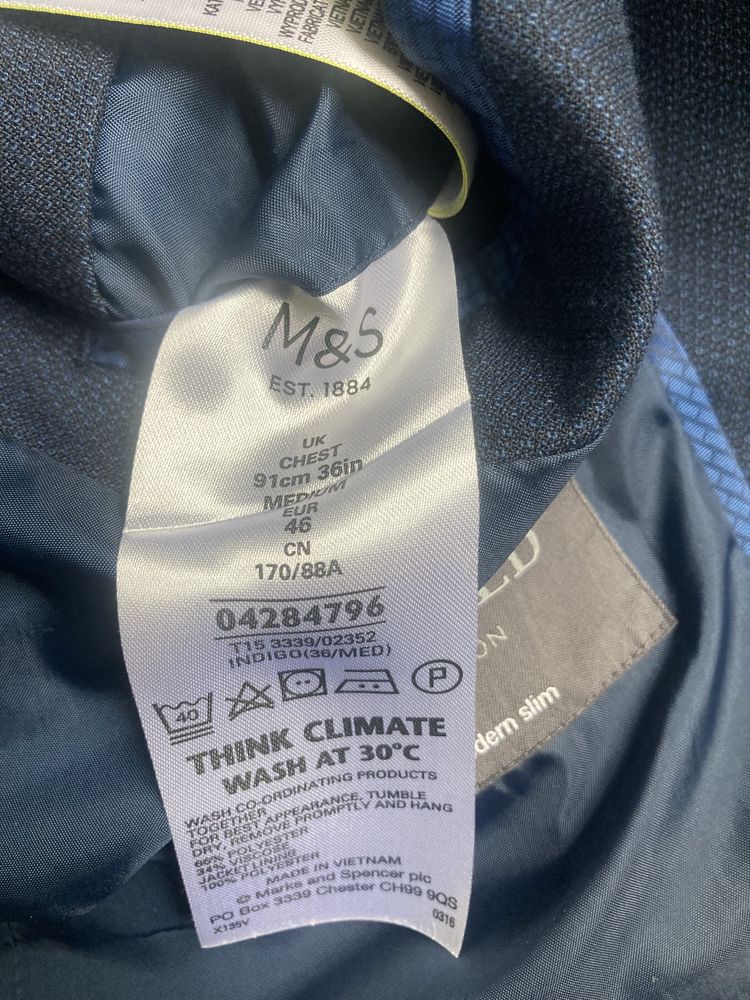 VIETNAM
M&S
EST. 1884
UK
CHEST
91cm 36in
MEDIUM
EUR
46
CN
170/88A
04284796
T15 3339/02352
INDIGO(36/MED)
40
P
THINK CLIMATE
WASH AT 30°C
WASH CO-ORDINATING PRODUCTS
TOGETHER
FOR BEST APPEARANCE, TUMBLE
DRY, REMOVE PROMPTLY AND HANG
66% POLYESTER
34% VISCOSE
JACKET LINING
100% POLYESTER
MADE IN VIETNAM
© Marks and Spencer plc
PO Box 3339 Chester CH99 9QS
X135V
0316
LD
ON
dern slim